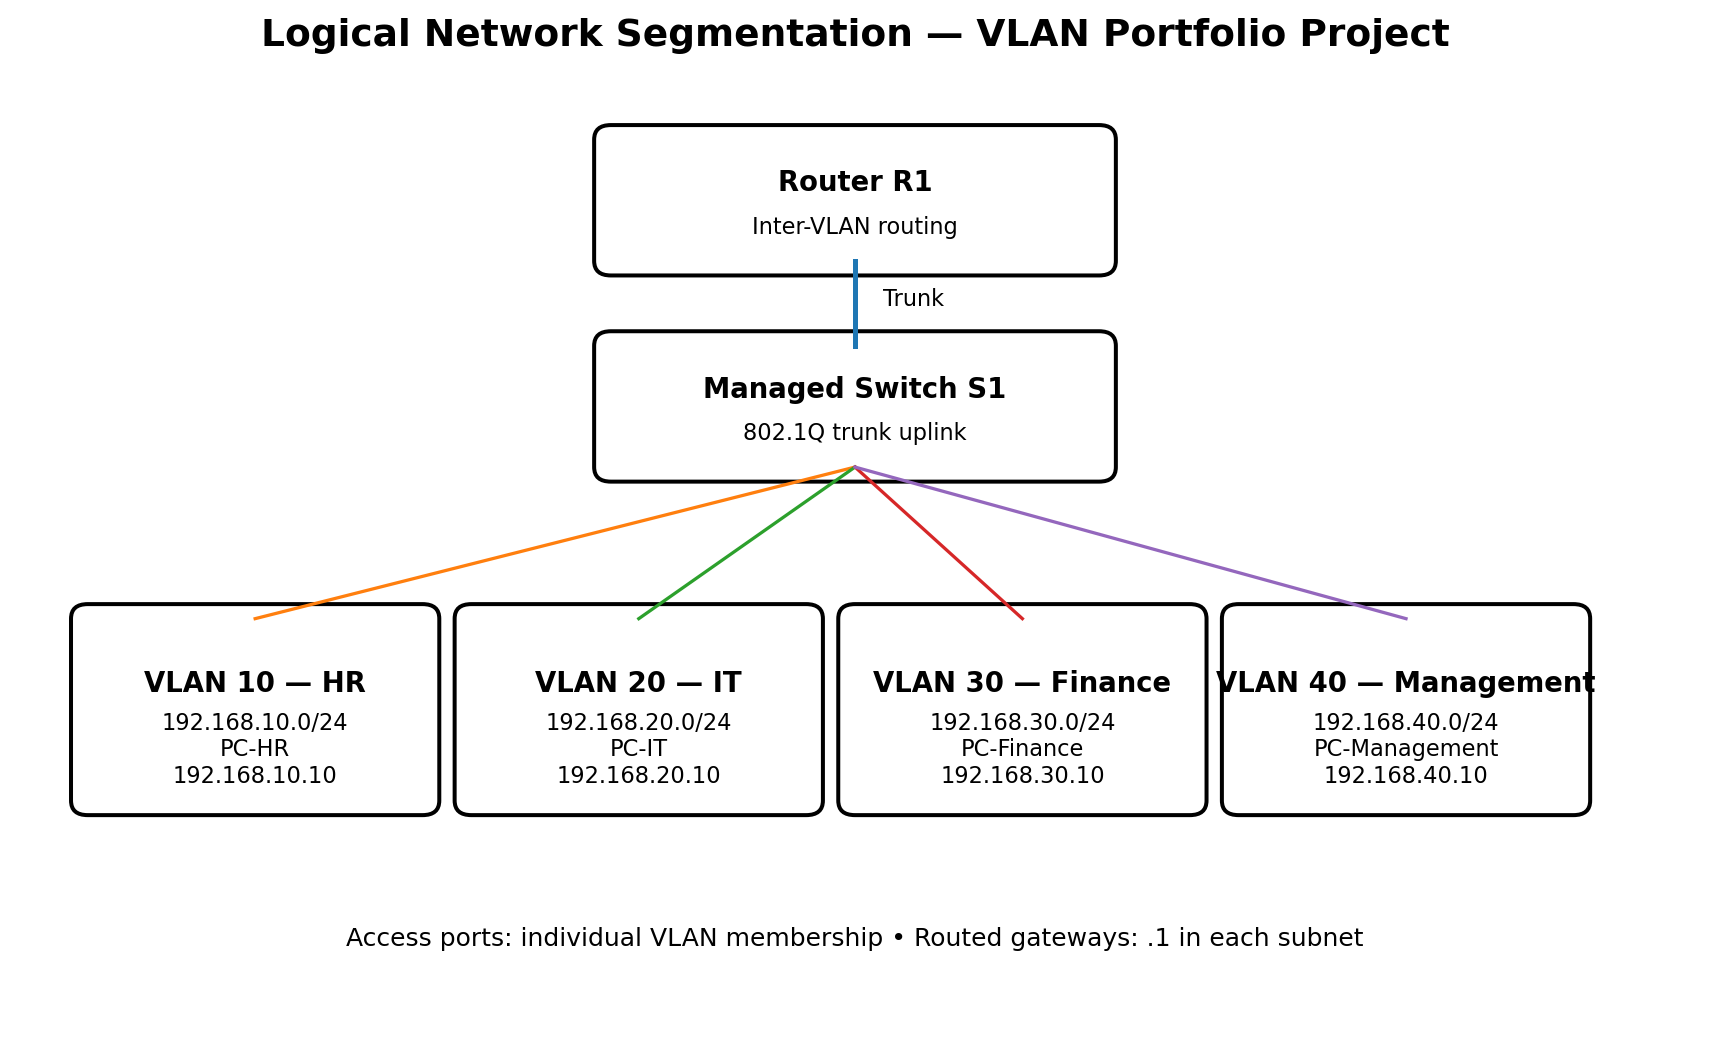 Logical Network Segmentation — VLAN Portfolio Project
Router R1
Inter-VLAN routing
Trunk
Managed Switch S1
802.1Q trunk uplink
VLAN 10 — HR
192.168.10.0/24
PC-HR
192.168.10.10
VLAN 20 — IT
192.168.20.0/24
PC-IT
192.168.20.10
VLAN 30 — Finance
192.168.30.0/24
PC-Finance
192.168.30.10
VLAN 40 — Management
192.168.40.0/24
PC-Management
192.168.40.10
Access ports: individual VLAN membership • Routed gateways: .1 in each subnet